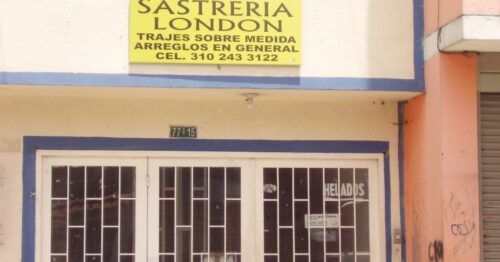 SASTRERIA
LONDON
TRAJES SOBRE MEDIDA
ARREGLOS EN GENERAL
CEL. 310 243 3122
77-15
HELADOS